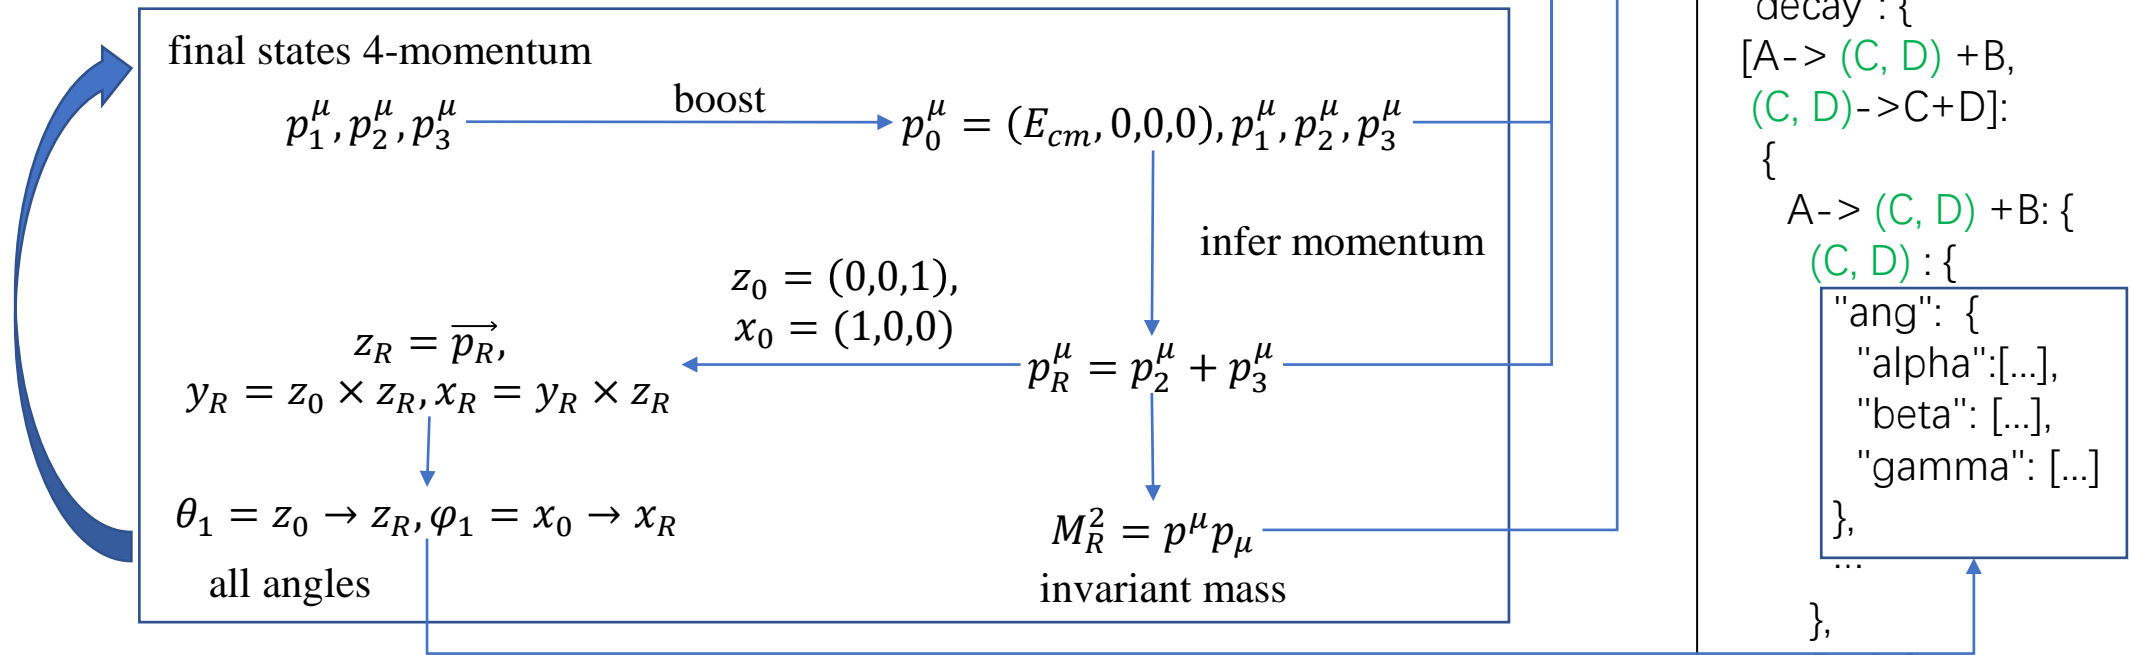 final states 4-momentum
p_1^μ, p_2^μ, p_3^μ
boost
p_0^μ = (E_{cm}, 0,0,0), p_1^μ, p_2^μ, p_3^μ
infer momentum
z_0 = (0,0,1),
x_0 = (1,0,0)
z_R = \overrightarrow{p_R},
y_R = z_0 × z_R, x_R = y_R × z_R
p_R^μ = p_2^μ + p_3^μ
θ_1 = z_0 → z_R, φ_1 = x_0 → x_R
all angles
M_R^2 = p^μ p_μ
invariant mass
decay : {
[A-> (C, D) +B,
(C, D)->C+D]:
{
A-> (C, D) +B: {
(C, D) : {
"ang": {
"alpha":[...],
"beta": [...],
"gamma": [...]
},
...
},